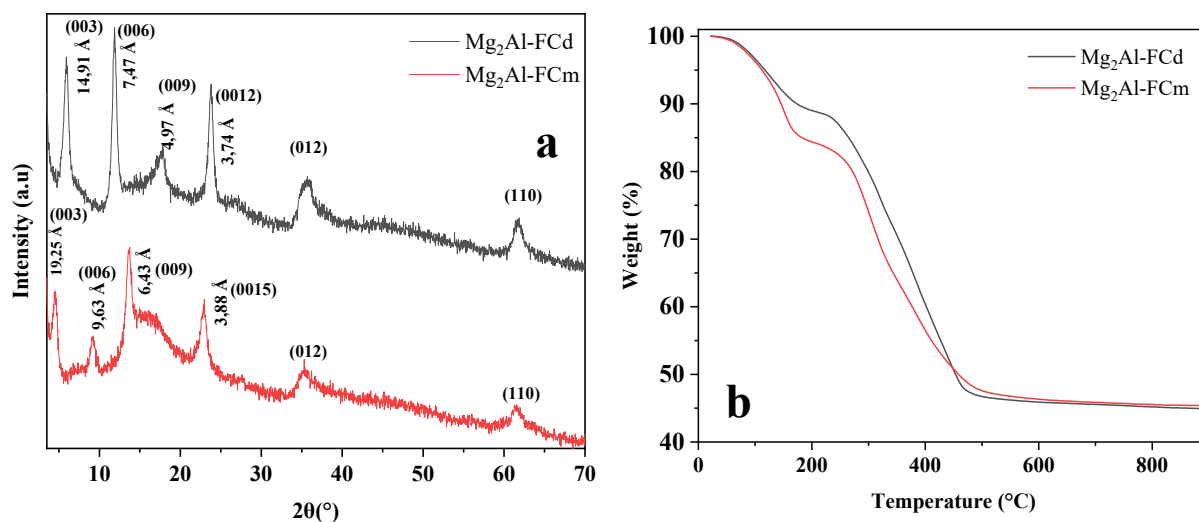 (003)
14,91 Å
(006)
7,47 Å
(009)
4,97 Å
(0012)
3,74 Å
(012)
(110)
Mg₂Al-FCd
Mg₂Al-FCm
a
(003)
19,25 Å
(006)
9,63 Å
(009)
6,43 Å
(0015)
3,88 Å
(012)
(110)
Intensity (a.u)
10 20 30 40 50 60 70
2θ(°)
Mg₂Al-FCd
Mg₂Al-FCm
b
100
90
80
70
60
50
40
Weight (%)
0 200 400 600 800
Temperature (°C)